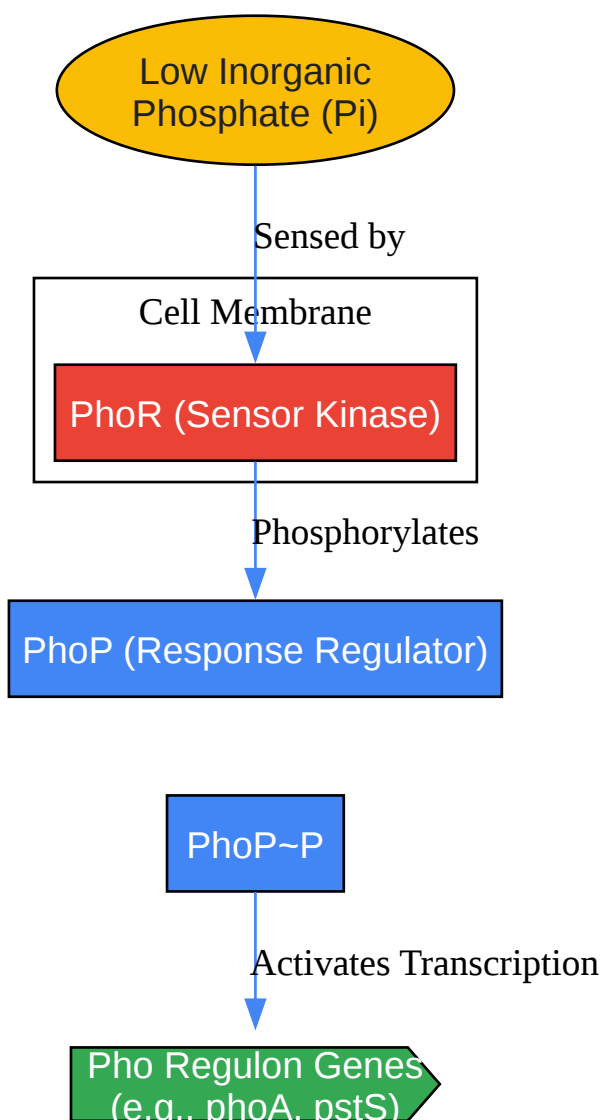 Low Inorganic
Phosphate (Pi)
Sensed by
Cell Membrane
PhoR (Sensor Kinase)
Phosphorylates
PhoP (Response Regulator)
PhoP~P
Activates Transcription
Pho Regulon Genes
(e.g., phoA, pstS)